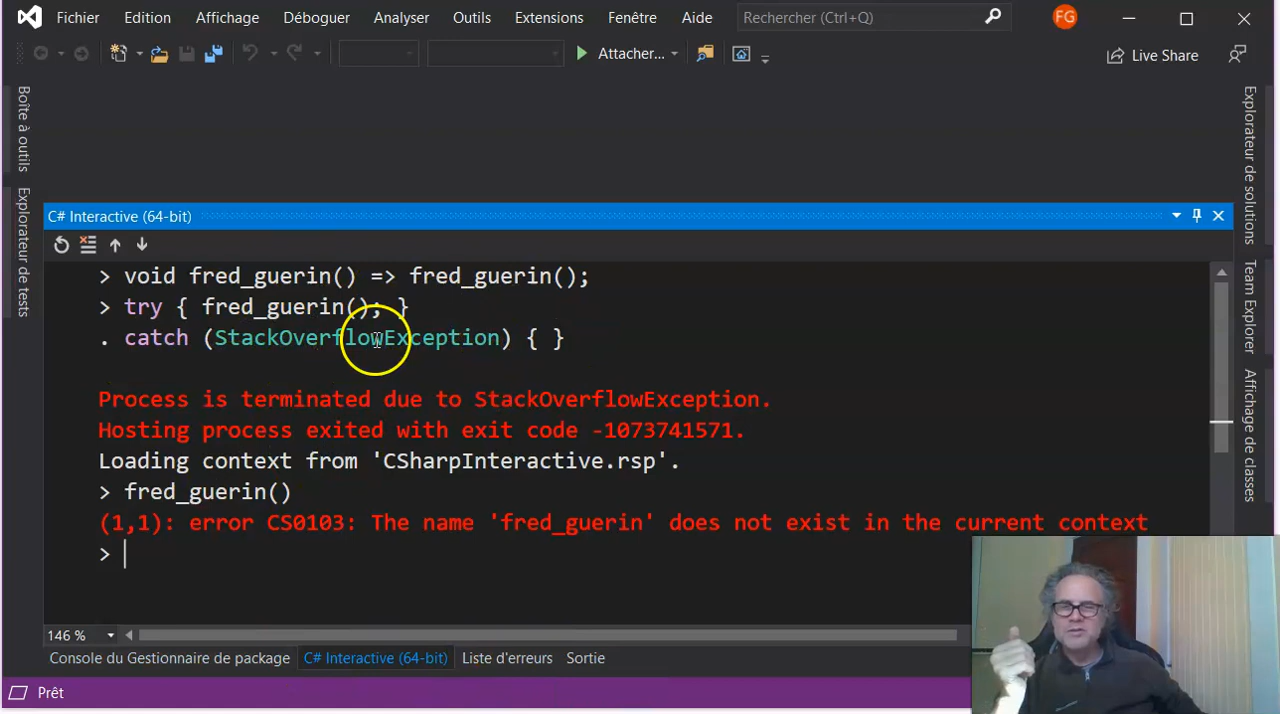 Fichier Edition Affichage Déboguer Analyser Outils Extensions Fenêtre Aide Rechercher (Ctrl+Q) FG
Attacher... Live Share
Boîte à outils
Explorateur de tests
C# Interactive (64-bit)
> void fred_guerin() => fred_guerin();
> try { fred_guerin(); }
. catch (StackOverflowException) { }
Process is terminated due to StackOverflowException.
Hosting process exited with exit code -1073741571.
Loading context from 'CSharpInteractive.rsp'.
> fred_guerin()
(1,1): error CS0103: The name 'fred_guerin' does not exist in the current context
>
146 %
Console du Gestionnaire de package C# Interactive (64-bit) Liste d'erreurs Sortie
Prêt
Explorateur de solutions
Team Explorer
Affichage de classes